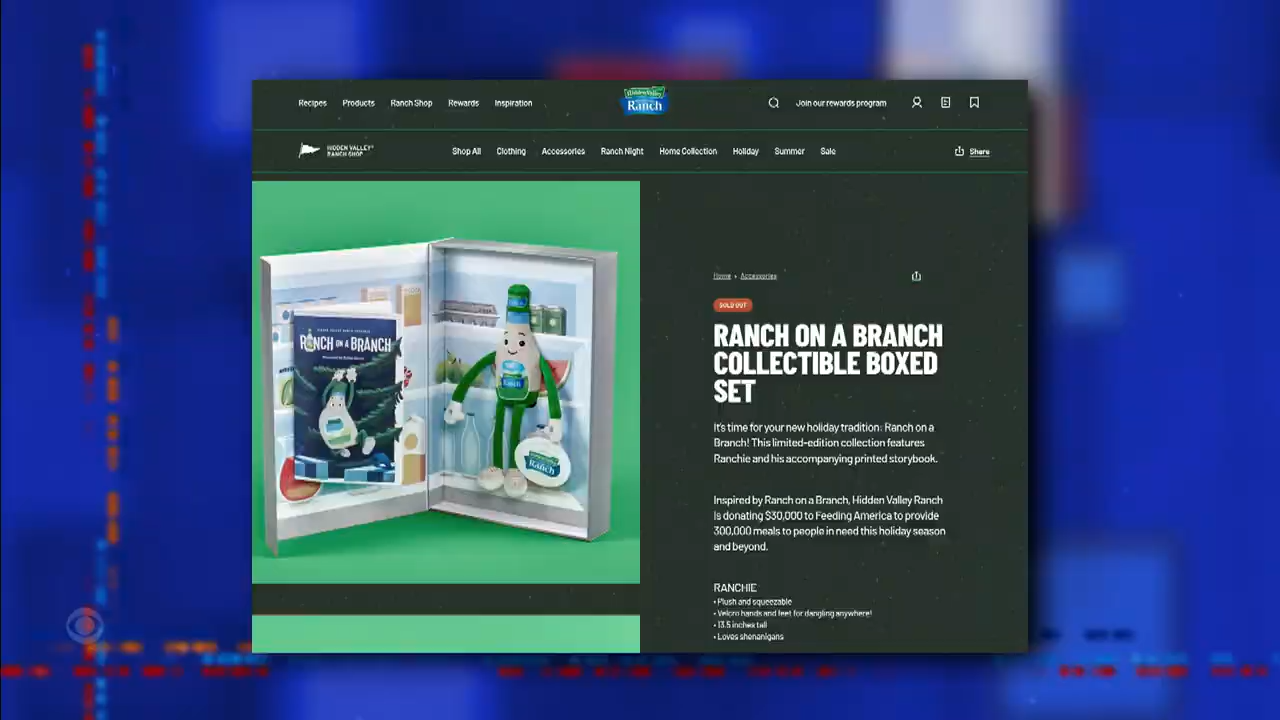 Recipes Products Ranch Shop Rewards Inspiration
Hidden Valley
Ranch
Join our rewards program
HIDDEN VALLEY®
RANCH SHOP
Shop All Clothing Accessories Ranch Night Home Collection Holiday Summer Sale
Share
RANCH ON A BRANCH
Ranch
Ranch
Home • Accessories
SOLD OUT
RANCH ON A BRANCH
COLLECTIBLE BOXED
SET
It's time for your new holiday tradition: Ranch on a
Branch! This limited-edition collection features
Ranchie and his accompanying printed storybook.
Inspired by Ranch on a Branch, Hidden Valley Ranch
is donating $30,000 to Feeding America to provide
300,000 meals to people in need this holiday season
and beyond.
RANCHIE
• Plush and squeezable
• Velcro hands and feet for dangling anywhere!
• 13.5 inches tall
• Loves shenanigans